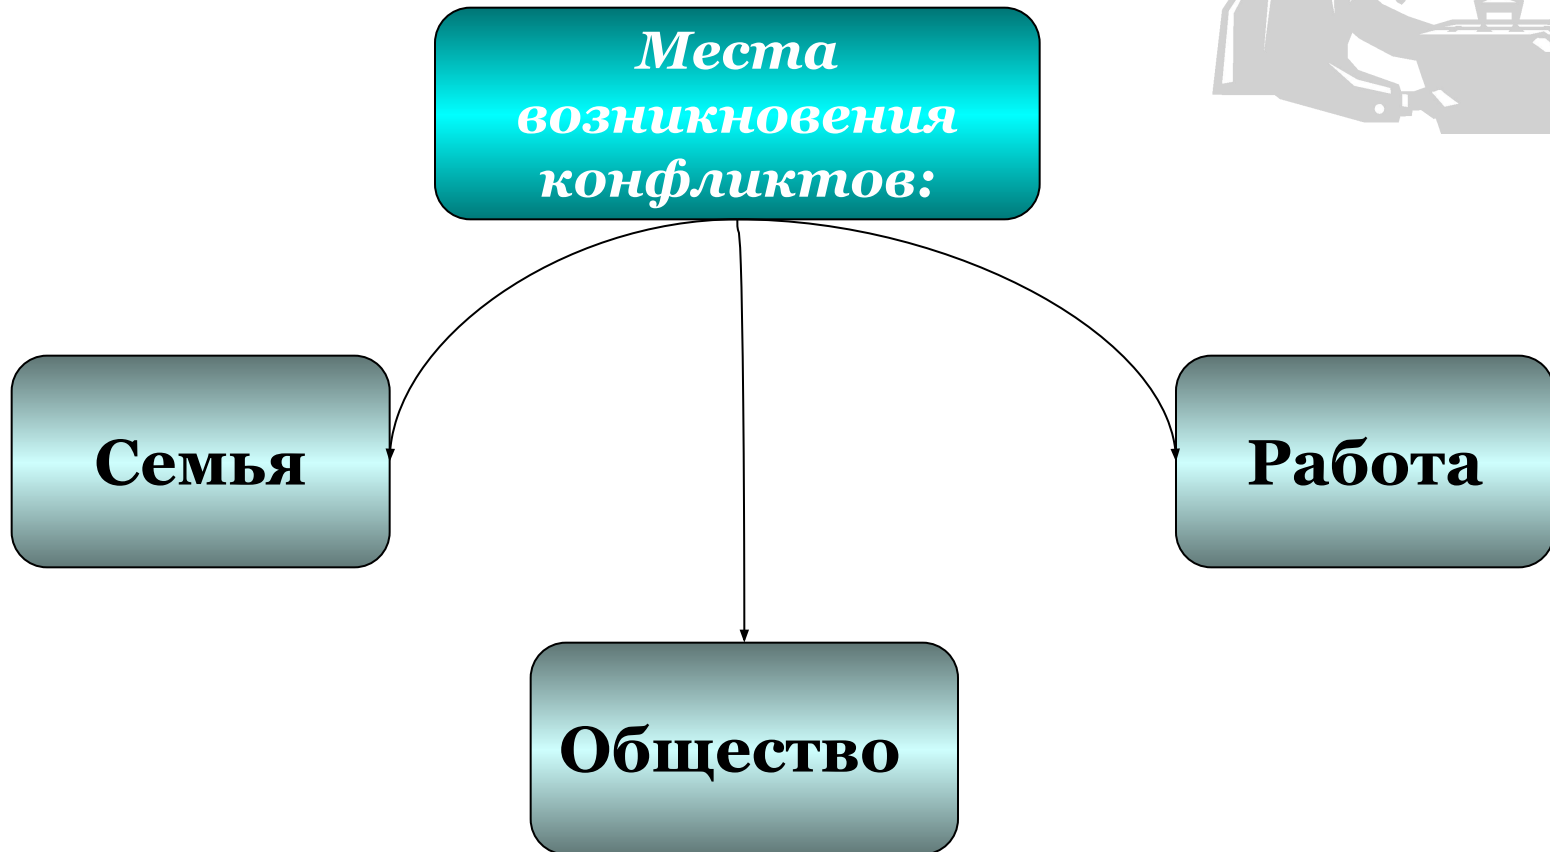 Места
возникновения
конфликтов:
Семья
Работа
Общество